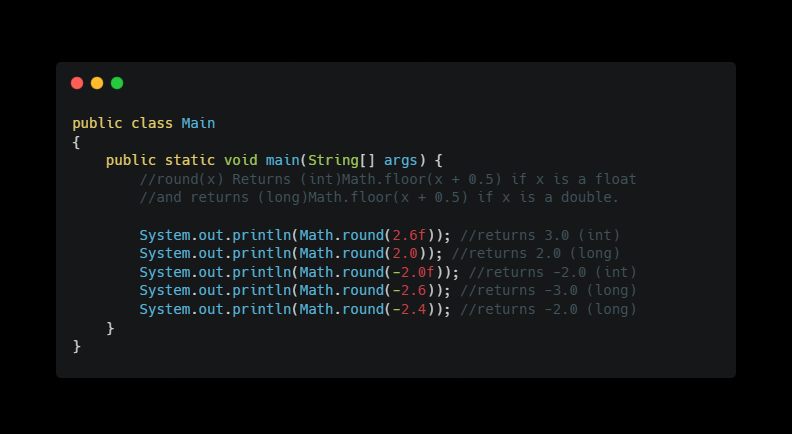 public class Main
{
    public static void main(String[] args) {
        //round(x) Returns (int)Math.floor(x + 0.5) if x is a float
        //and returns (long)Math.floor(x + 0.5) if x is a double.

        System.out.println(Math.round(2.6f)); //returns 3.0 (int)
        System.out.println(Math.round(2.0)); //returns 2.0 (long)
        System.out.println(Math.round(-2.0f)); //returns -2.0 (int)
        System.out.println(Math.round(-2.6)); //returns -3.0 (long)
        System.out.println(Math.round(-2.4)); //returns -2.0 (long)
    }
}